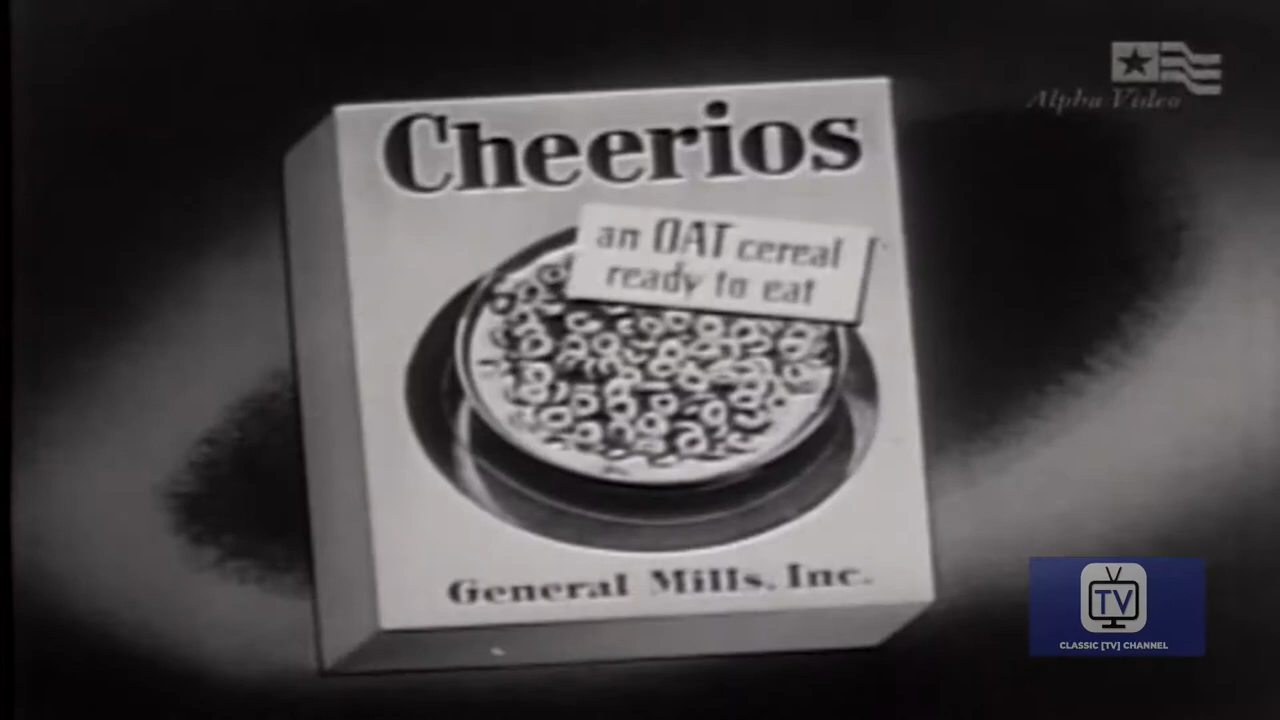 Alpha Video
Cheerios
an OAT cereal
ready to eat
General Mills, Inc.
TV
CLASSIC [TV] CHANNEL